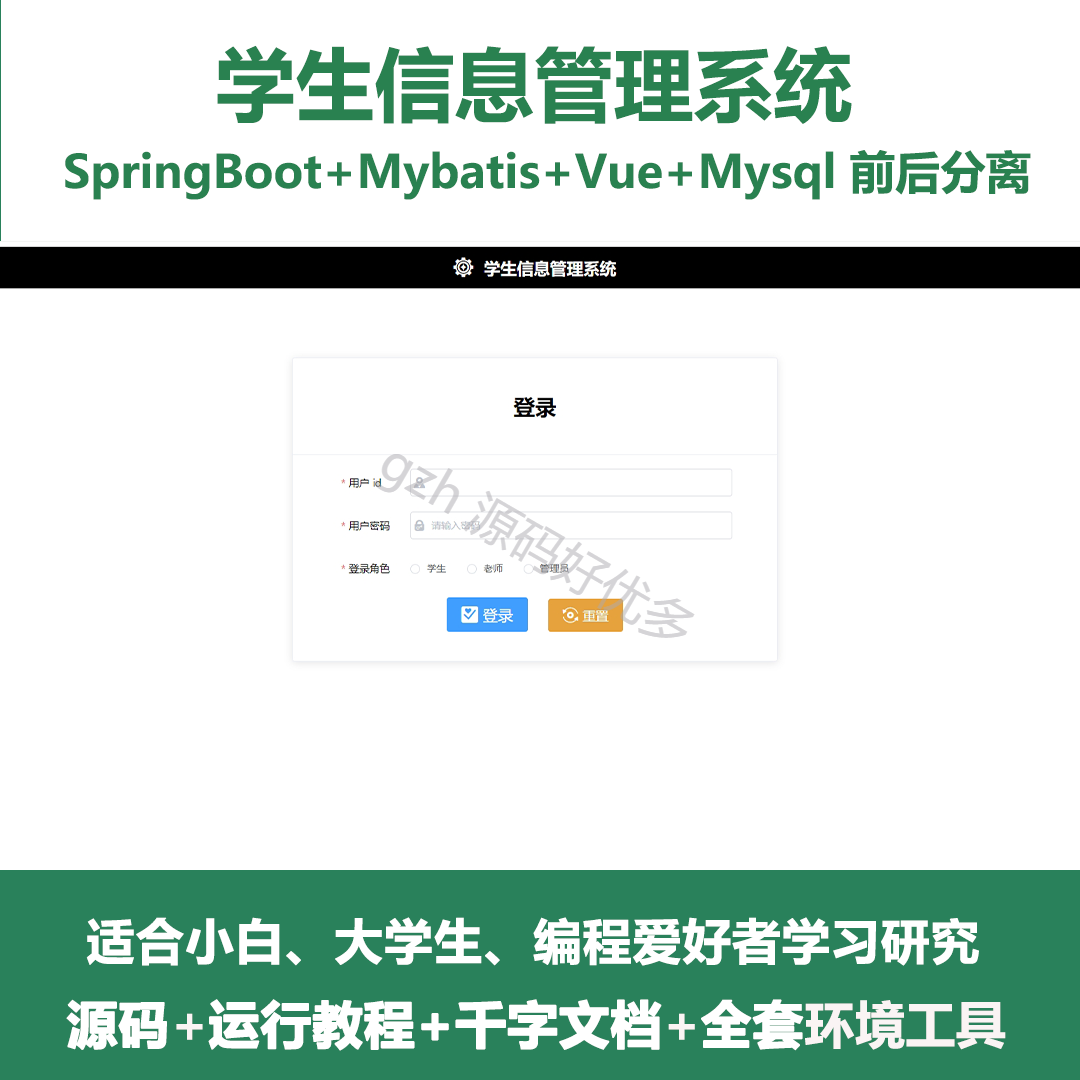 学生信息管理系统
SpringBoot+Mybatis+Vue+Mysql 前后分离
学生信息管理系统
登录
* 用户 id
* 用户密码 请输入密码
* 登录角色 学生 老师 管理员
登录 重置
gzh 源码好优多
适合小白、大学生、编程爱好者学习研究
源码+运行教程+千字文档+全套环境工具